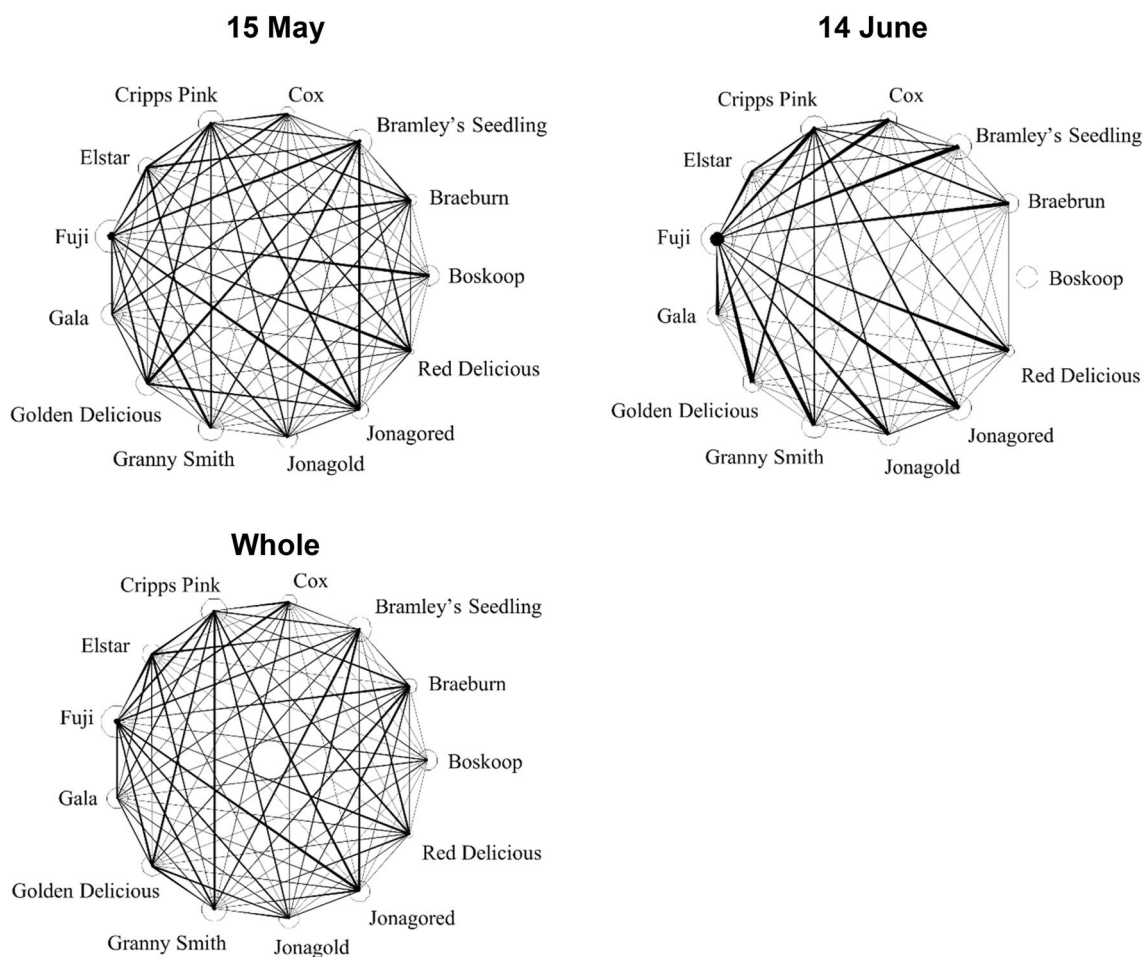 15 May
Cripps Pink
Cox
Bramley's Seedling
Elstar
Braeburn
Fuji
Boskoop
Gala
Red Delicious
Golden Delicious
Jonagored
Granny Smith
Jonagold
14 June
Cripps Pink
Cox
Bramley's Seedling
Elstar
Braebrun
Fuji
Boskoop
Gala
Red Delicious
Golden Delicious
Jonagored
Granny Smith
Jonagold
Whole
Cripps Pink
Cox
Bramley's Seedling
Elstar
Braeburn
Fuji
Boskoop
Gala
Red Delicious
Golden Delicious
Jonagored
Granny Smith
Jonagold